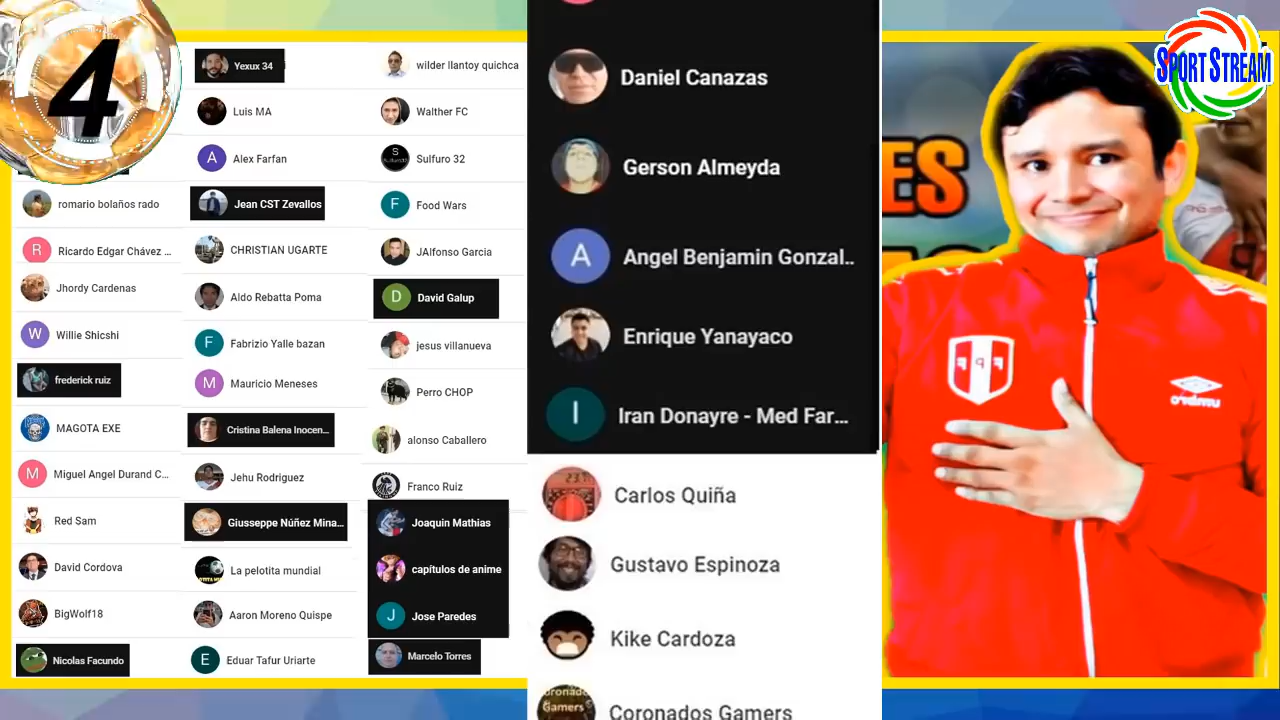 4
romario bolaños rado
R
Ricardo Edgar Chávez ...
Jhordy Cardenas
W
Willie Shicshi
frederick ruiz
MAGOTA EXE
M
Miguel Angel Durand C...
Red Sam
David Cordova
BigWolf18
Nicolas Facundo
Yexux 34
Luis MA
A
Alex Farfan
Jean CST Zevallos
CHRISTIAN UGARTE
Aldo Rebatta Poma
F
Fabrizio Yalle bazan
M
Mauricio Meneses
Cristina Balena Inocen...
Jehu Rodriguez
Giusseppe Núñez Mina...
La pelotita mundial
Aaron Moreno Quispe
E
Eduar Tafur Uriarte
wilder llantoy quichca
Walther FC
S
Sulfuro 32
F
Food Wars
JAlfonso Garcia
D
David Galup
jesus villanueva
Perro CHOP
alonso Caballero
Franco Ruiz
Joaquin Mathias
capítulos de anime
J
Jose Paredes
Marcelo Torres
Daniel Canazas
Gerson Almeyda
A
Angel Benjamin Gonzal..
Enrique Yanayaco
I
Iran Donayre - Med Far...
Carlos Quiña
Gustavo Espinoza
Kike Cardoza
Coronados Gamers
ES
SPORT STREAM
FPF
umbro